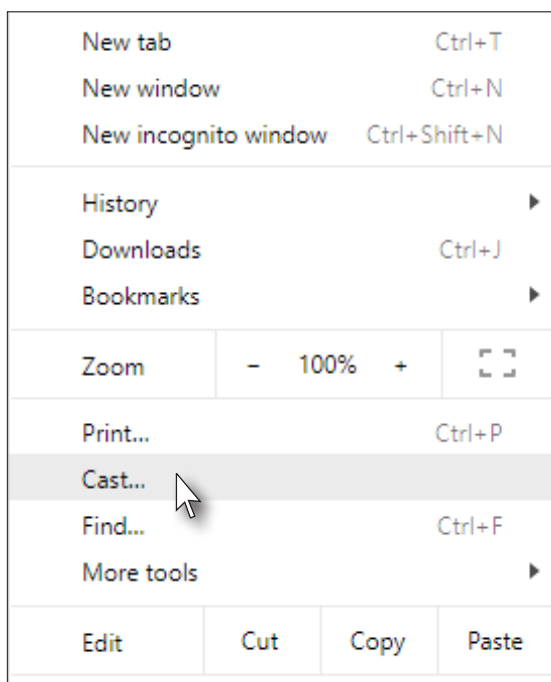 New tab Ctrl+T
New window Ctrl+N
New incognito window Ctrl+Shift+N
History
Downloads Ctrl+J
Bookmarks
Zoom − 100% +
Print... Ctrl+P
Cast...
Find... Ctrl+F
More tools
Edit Cut Copy Paste